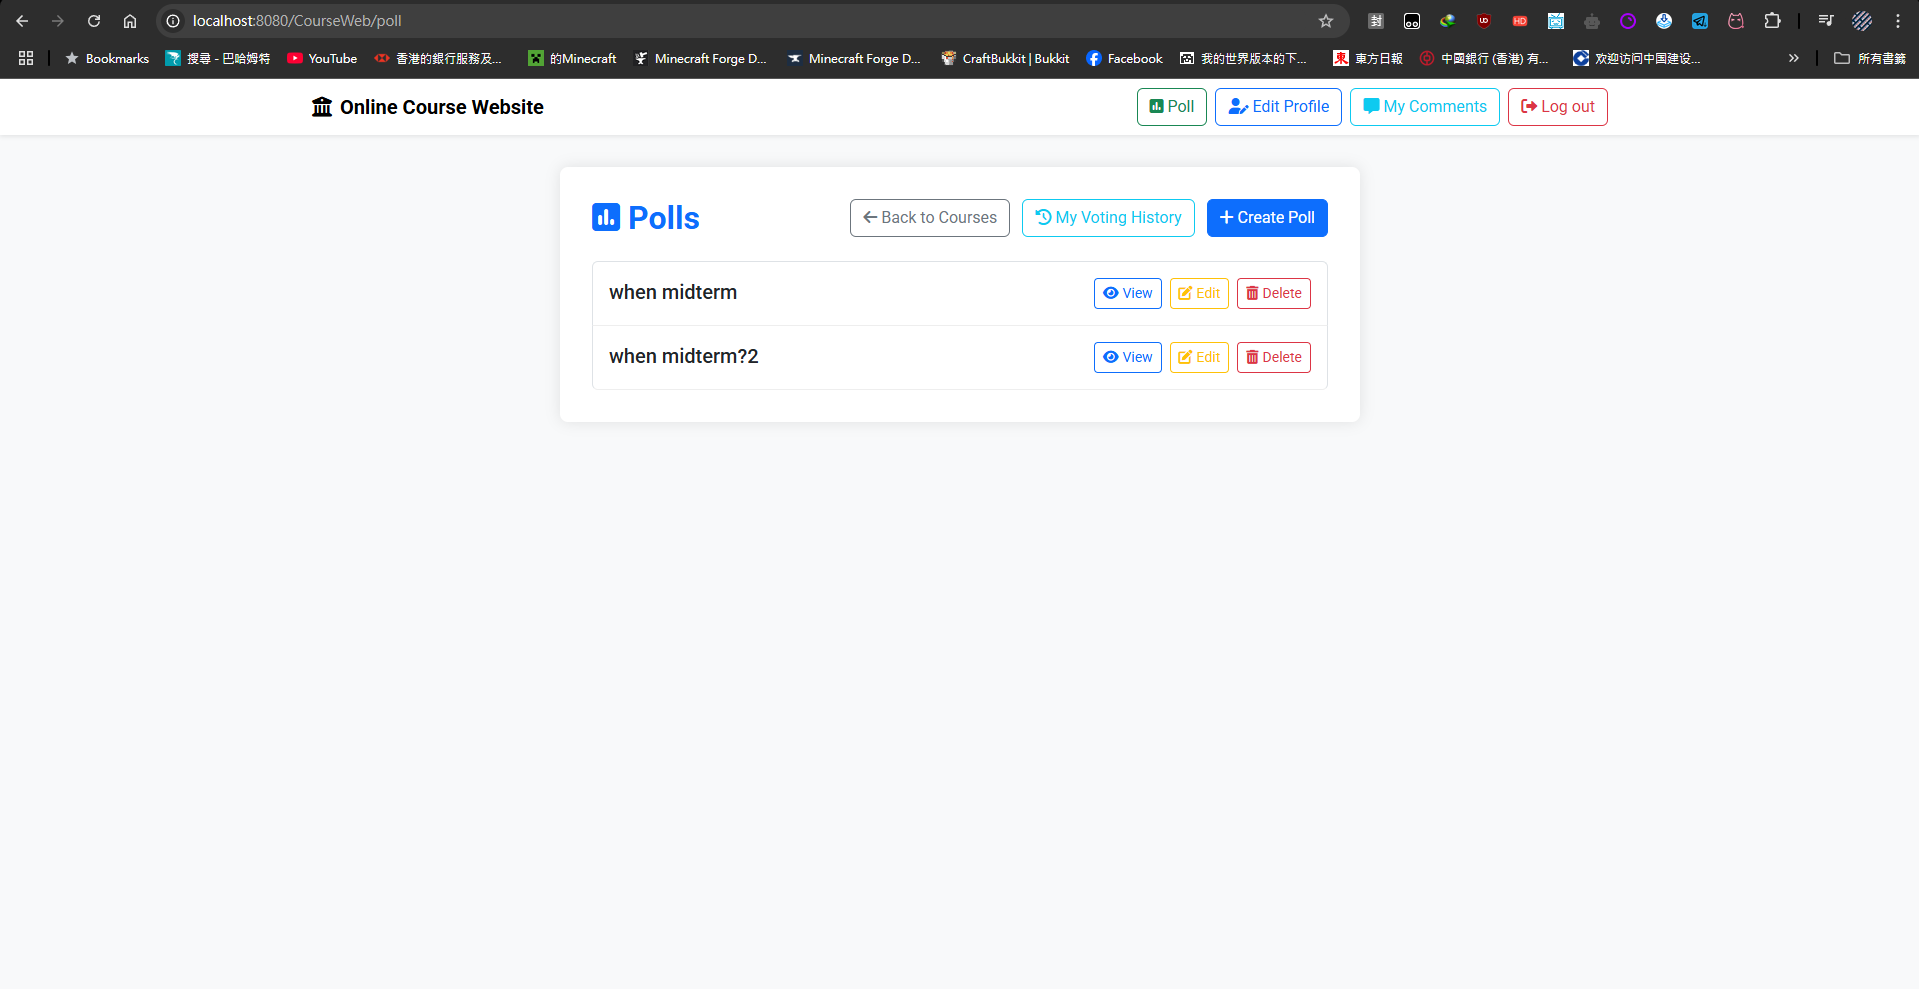 localhost:8080/CourseWeb/poll
Bookmarks 搜尋 - 巴哈姆特 YouTube 香港的銀行服務及... 的Minecraft Minecraft Forge D... Minecraft Forge D... CraftBukkit | Bukkit Facebook 我的世界版本的下... 東方日報 中國銀行 (香港) 有... 欢迎访问中国建设... » 所有書籤
Online Course Website Poll Edit Profile My Comments Log out
Polls Back to Courses My Voting History + Create Poll
when midterm View Edit Delete
when midterm?2 View Edit Delete